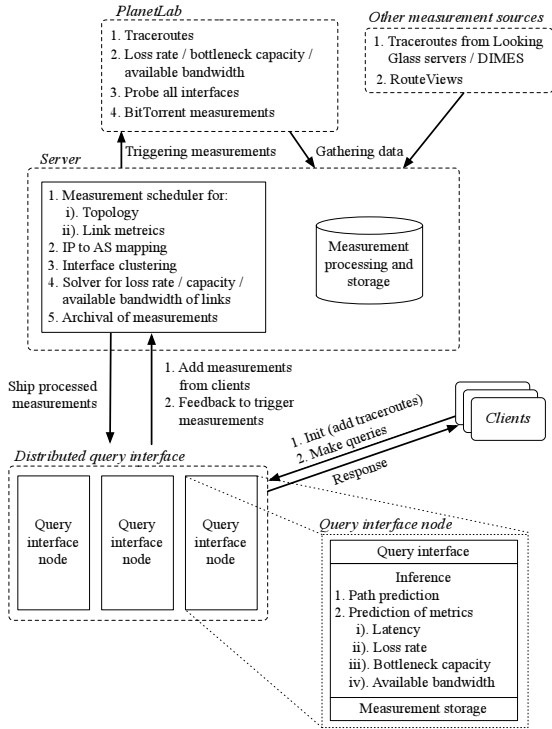 PlanetLab
1. Traceroutes
2. Loss rate / bottleneck capacity /
available bandwidth
3. Probe all interfaces
4. BitTorrent measurements
Other measurement sources
1. Traceroutes from Looking
Glass servers / DIMES
2. RouteViews
Triggering measurements
Gathering data
Server
1. Measurement scheduler for:
i). Topology
ii). Link metreics
2. IP to AS mapping
3. Interface clustering
4. Solver for loss rate / capacity /
available bandwidth of links
5. Archival of measurements
Measurement
processing and
storage
Ship processed
measurements
1. Add measurements
from clients
2. Feedback to trigger
measurements
Clients
1. Init (add traceroutes)
2. Make queries
Response
Distributed query interface
Query
interface
node
Query
interface
node
Query
interface
node
Query interface node
Query interface
Inference
1. Path prediction
2. Prediction of metrics
i). Latency
ii). Loss rate
iii). Bottleneck capacity
iv). Available bandwidth
Measurement storage